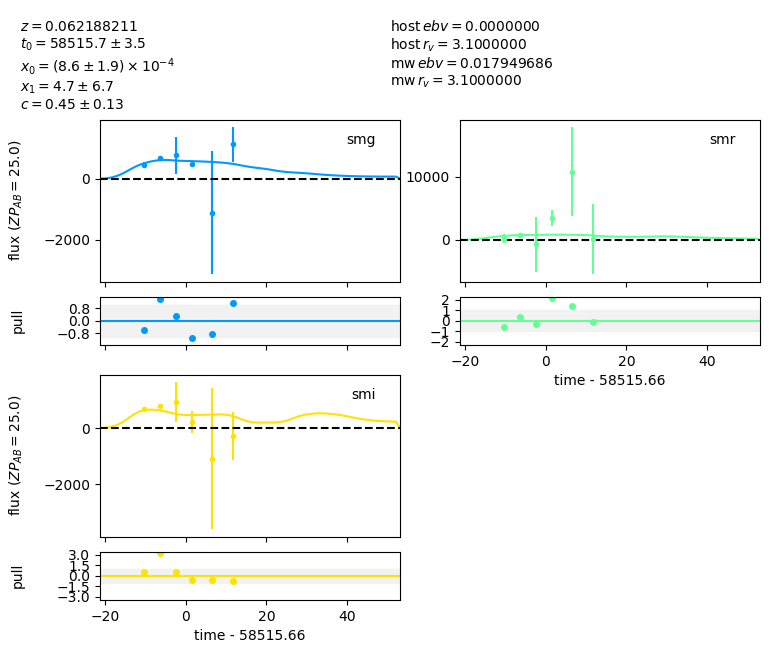 z = 0.062188211
t₀ = 58515.7 ± 3.5
x₀ = (8.6 ± 1.9) × 10⁻⁴
x₁ = 4.7 ± 6.7
c = 0.45 ± 0.13
host ebv = 0.0000000
host r_v = 3.1000000
mw ebv = 0.017949686
mw r_v = 3.1000000
flux (ZP_AB = 25.0)
0
−2000
smg
10000
0
smr
pull
0.8
0.0
−0.8
2
1
0
−1
−2
−20
0
20
40
time - 58515.66
flux (ZP_AB = 25.0)
0
−2000
smi
pull
3.0
1.5
0.0
−1.5
−3.0
−20
0
20
40
time - 58515.66